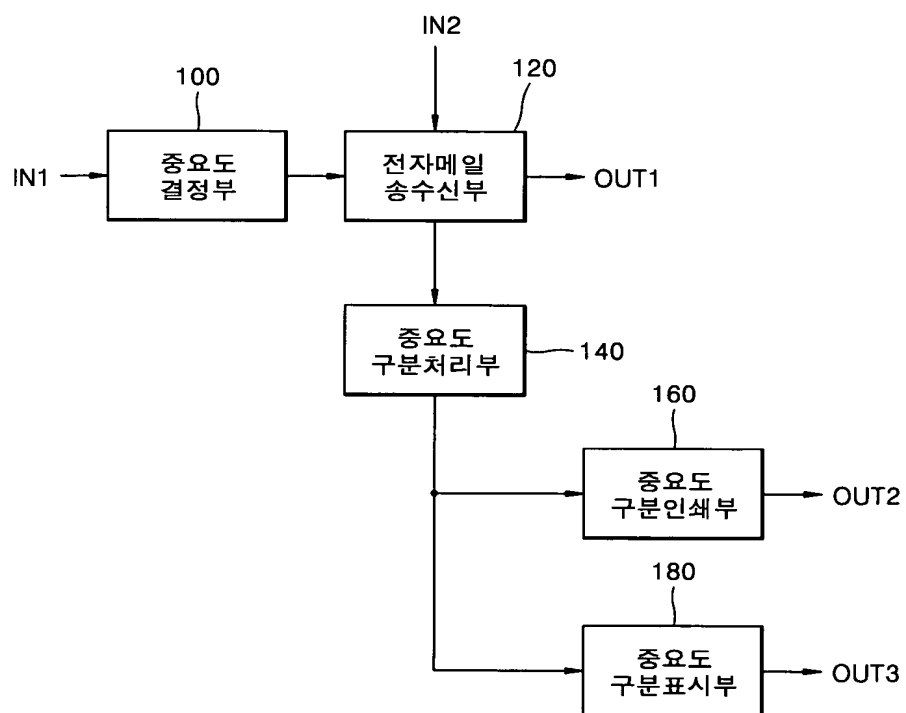 IN2
100
120
IN1
중요도
결정부
전자메일
송수신부
OUT1
중요도
구분처리부
140
160
중요도
구분인쇄부
OUT2
180
중요도
구분표시부
OUT3